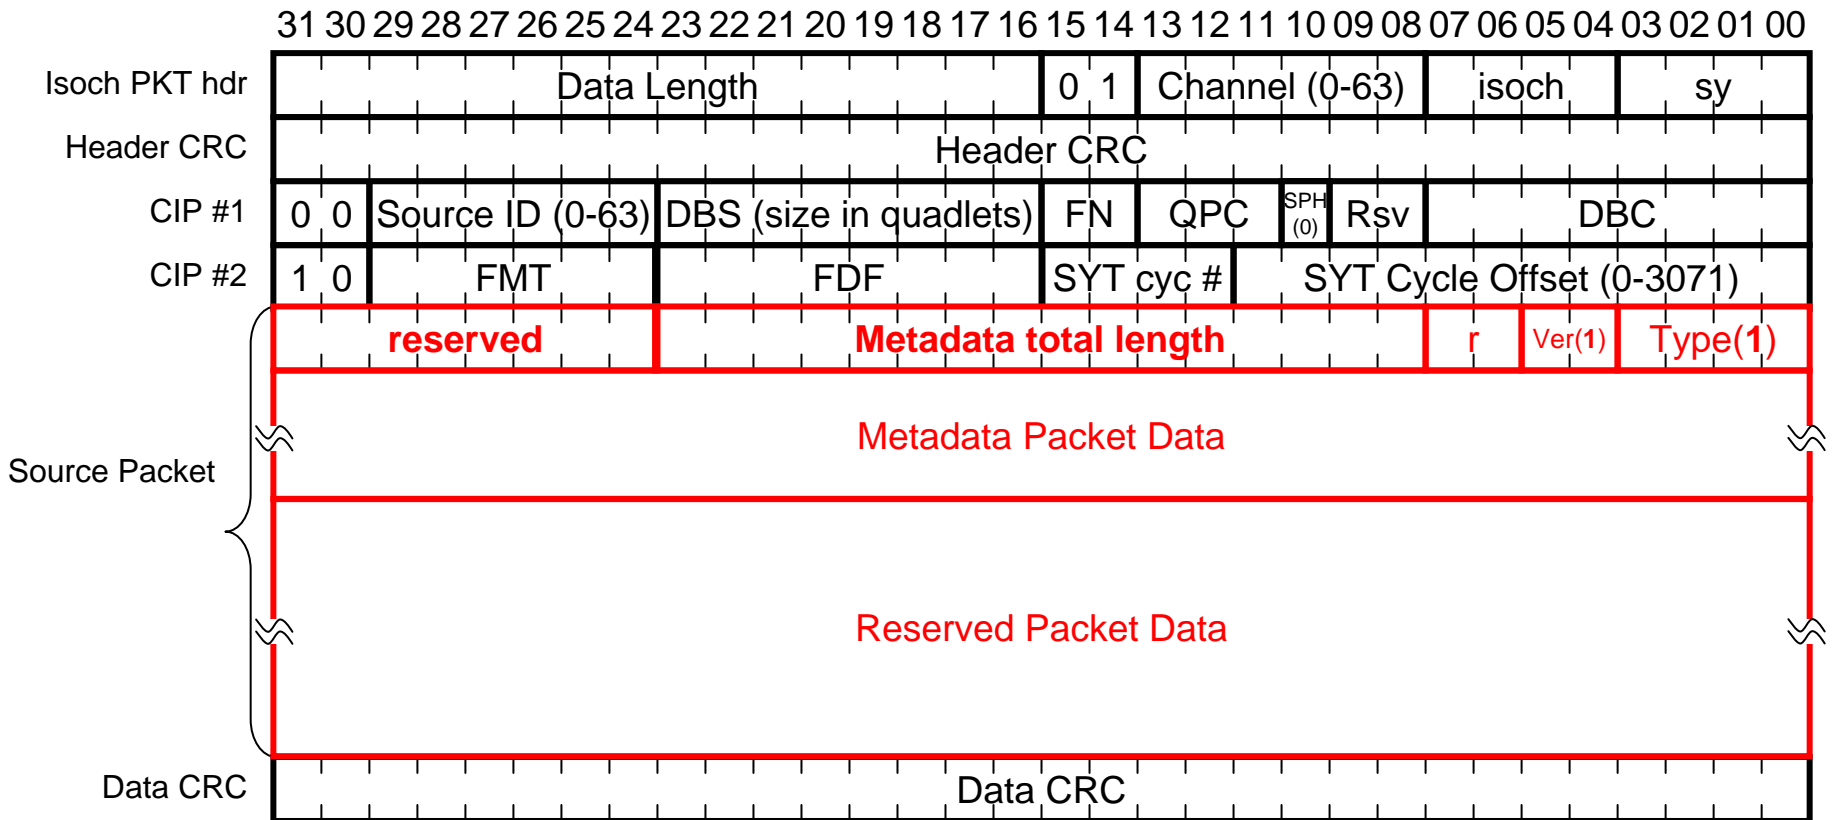 31 30 29 28 27 26 25 24 23 22 21 20 19 18 17 16 15 14 13 12 11 10 09 08 07 06 05 04 03 02 01 00
Isoch PKT hdr Data Length 0 1 Channel (0-63) isoch sy
Header CRC Header CRC
CIP #1 0 0 Source ID (0-63) DBS (size in quadlets) FN QPC SPH (0) Rsv DBC
CIP #2 1 0 FMT FDF SYT cyc # SYT Cycle Offset (0-3071)
reserved Metadata total length r Ver(1) Type(1)
Metadata Packet Data
Source Packet
Reserved Packet Data
Data CRC Data CRC